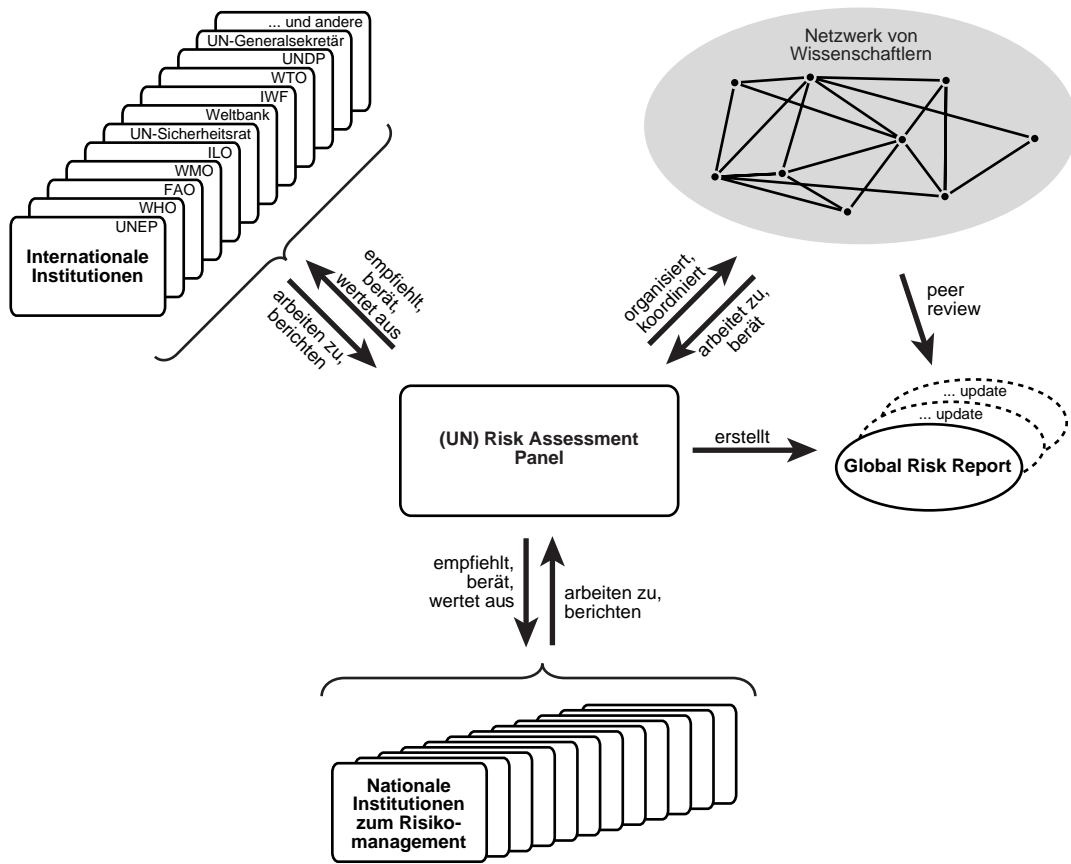 ... und andere
UN-Generalsekretär
UNDP
WTO
IWF
Weltbank
UN-Sicherheitsrat
ILO
WMO
FAO
WHO
UNEP
Internationale
Institutionen
Netzwerk von
Wissenschaftlern
empfiehlt,
berät,
wertet aus
arbeiten zu,
berichten
organisiert,
koordiniert
arbeitet zu,
berät
peer
review
(UN) Risk Assessment
Panel
erstellt
... update
... update
Global Risk Report
empfiehlt,
berät,
wertet aus
arbeiten zu,
berichten
Nationale
Institutionen
zum Risiko-
management